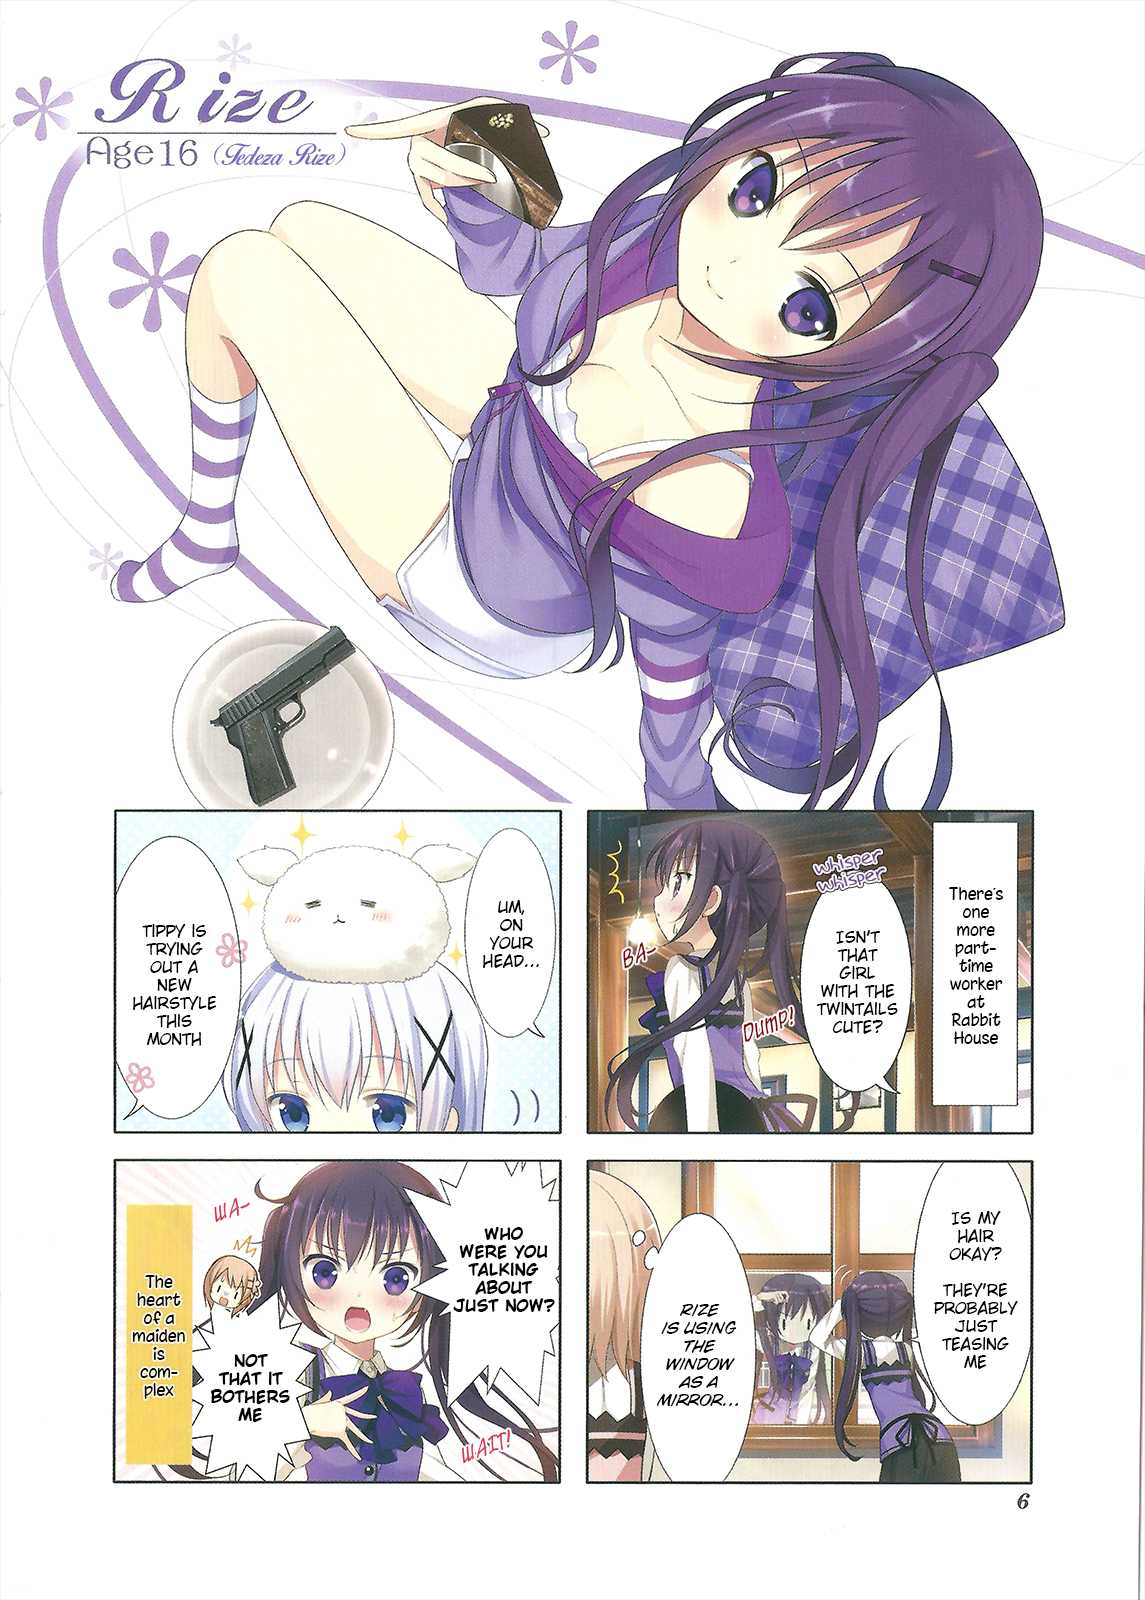 Rize
Age16 (Tedeza Rize)
There's
one
more
part-
time
worker
at
Rabbit
House
whisper
whisper
ISN'T
THAT
GIRL
WITH THE
TWINTAILS
CUTE?
BA-
DUMP!
IS MY
HAIR
OKAY?
THEY'RE
PROBABLY
JUST
TEASING
ME
RIZE
IS USING
THE
WINDOW
AS A
MIRROR...
UM,
ON
YOUR
HEAD...
TIPPY IS
TRYING
OUT A
NEW
HAIRSTYLE
THIS
MONTH
WHO
WERE YOU
TALKING
ABOUT
JUST NOW?
WA-
WAIT!
NOT
THAT IT
BOTHERS
ME
The
heart
of a
maiden
is
com-
plex
6